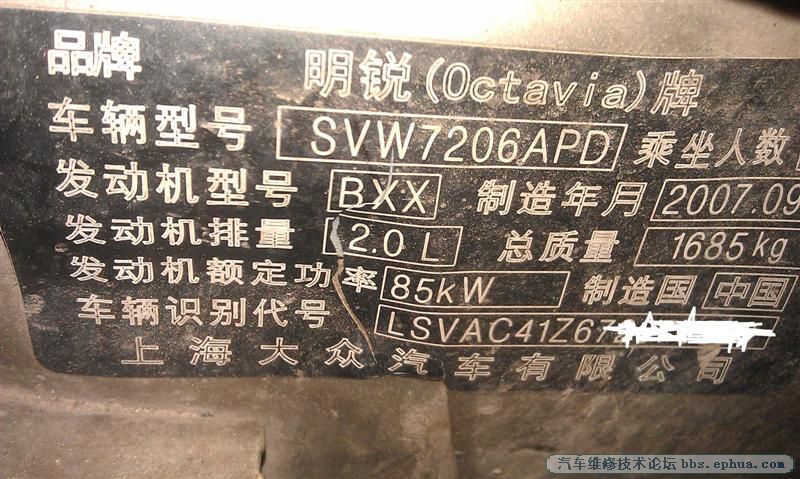 品牌 明锐(Octavia)牌
车辆型号 SVW7206APD 乘坐人数
发动机型号 BXX 制造年月 2007.09
发动机排量 2.0 L 总质量 1685kg
发动机额定功率 85kW 制造国 中国
车辆识别代号 LSVAC41Z67
上海大众汽车有限公司
汽车维修技术论坛 bbs.ephua.com